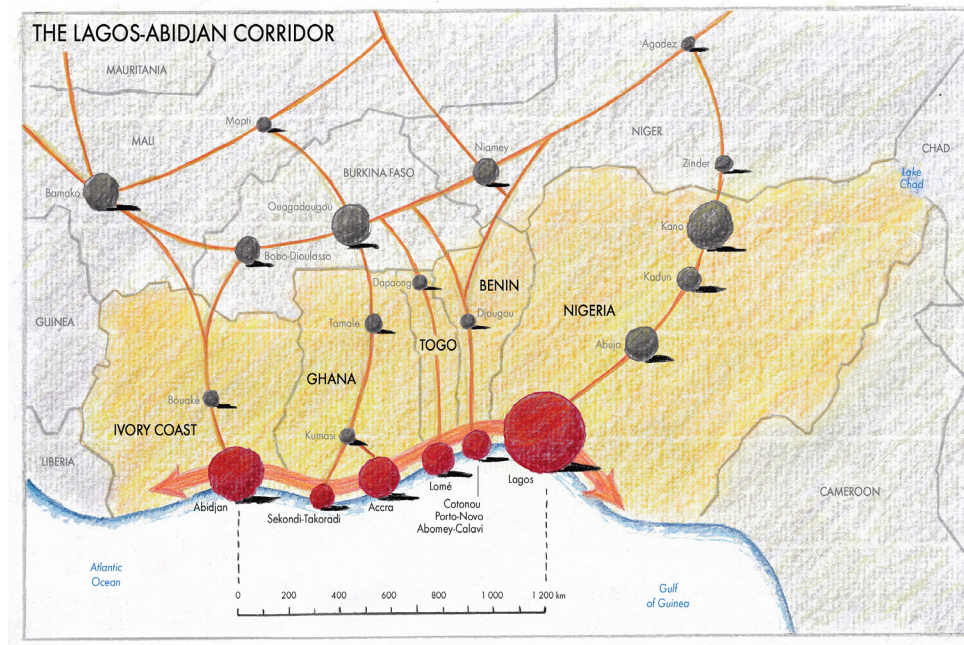 THE LAGOS-ABIDJAN CORRIDOR
Agadez
MAURITANIA
Mopti
MALI
NIGER
CHAD
Niamey
Zinder
BURKINA FASO
Lake
Chad
Bamako
Ouagadougou
Kano
Bobo-Dioulasso
Kadun
Dapaong
BENIN
NIGERIA
GUINEA
Tamale
Djougou
TOGO
Abuja
GHANA
Bouaké
IVORY COAST
Kumasi
LIBERIA
Lagos
Lomé
CAMEROON
Abidjan
Sekondi-Takoradi
Accra
Cotonou
Porto-Novo
Abomey-Calavi
Atlantic
Ocean
Gulf
of Guinea
0 200 400 600 800 1 000 1 200 km